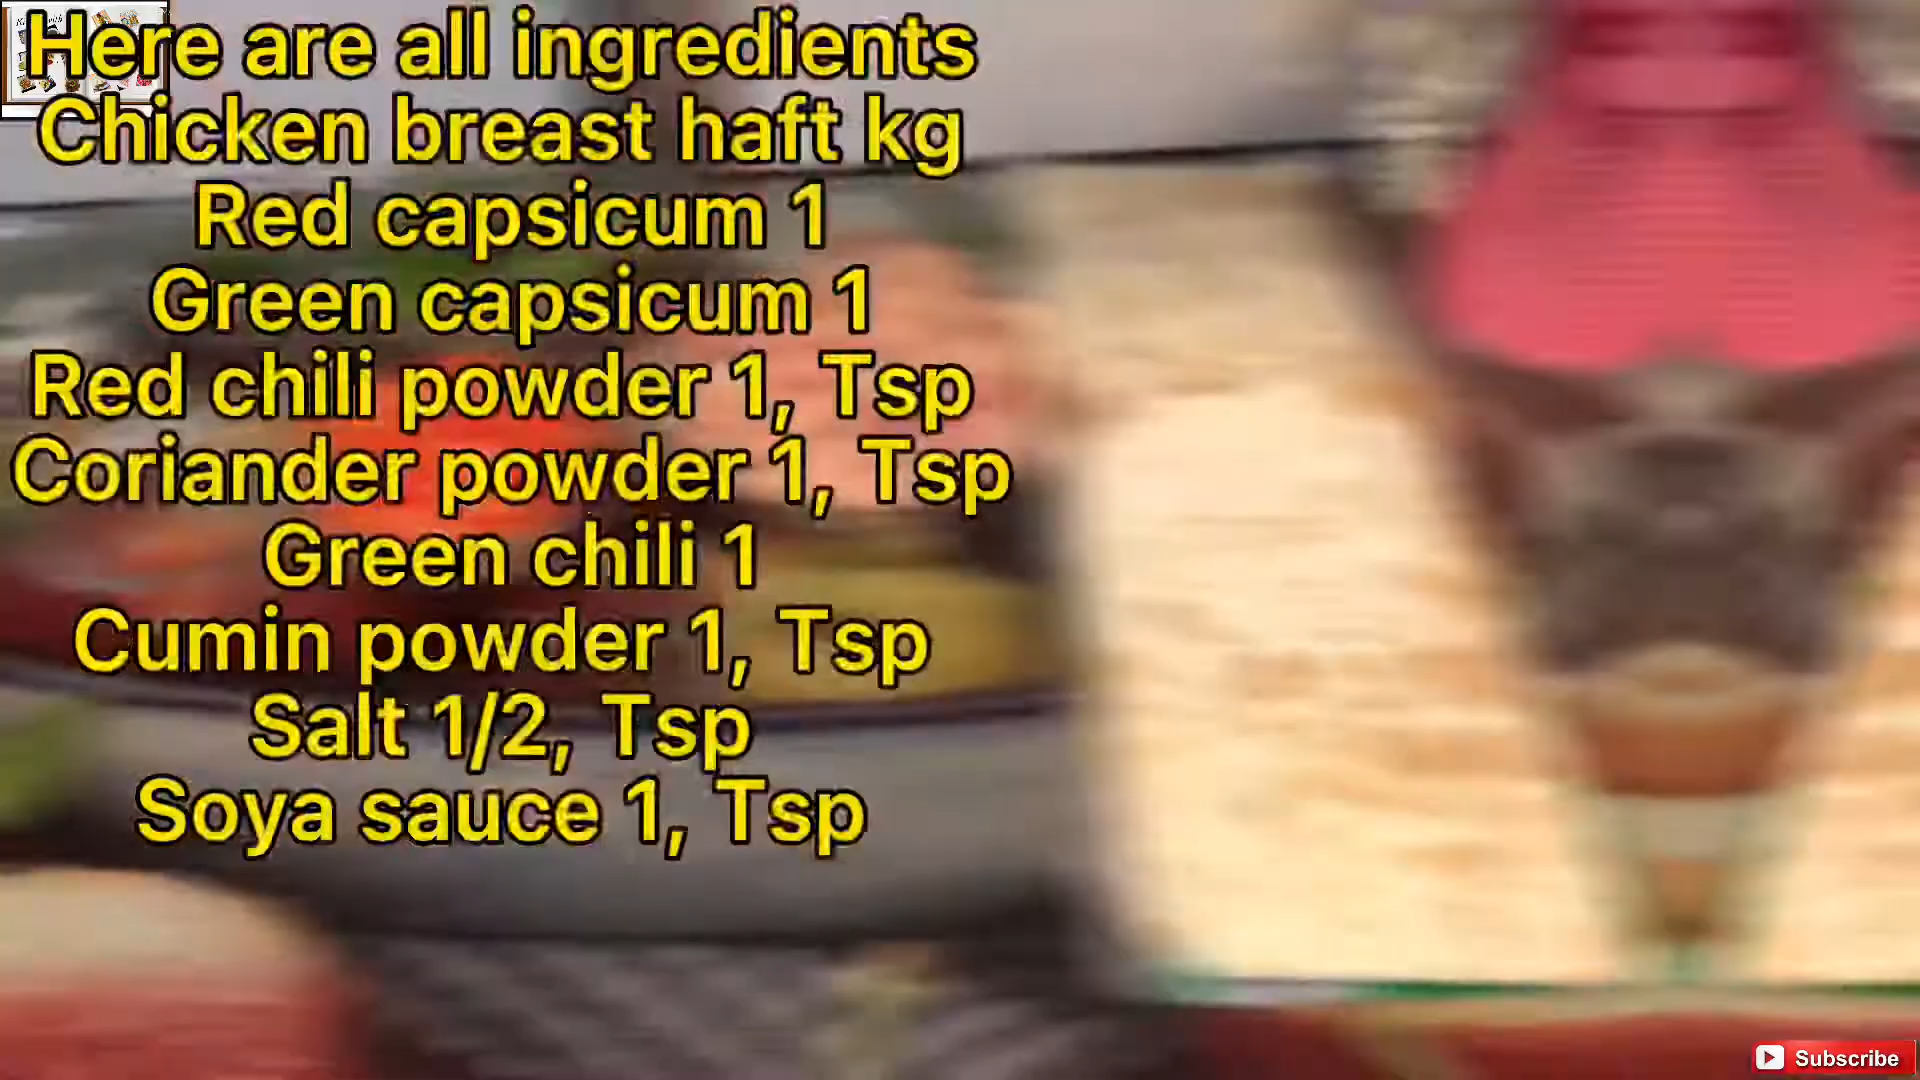 Here are all ingredients
Chicken breast haft kg
Red capsicum 1
Green capsicum 1
Red chili powder 1, Tsp
Coriander powder 1, Tsp
Green chili 1
Cumin powder 1, Tsp
Salt 1/2, Tsp
Soya sauce 1, Tsp
Subscribe